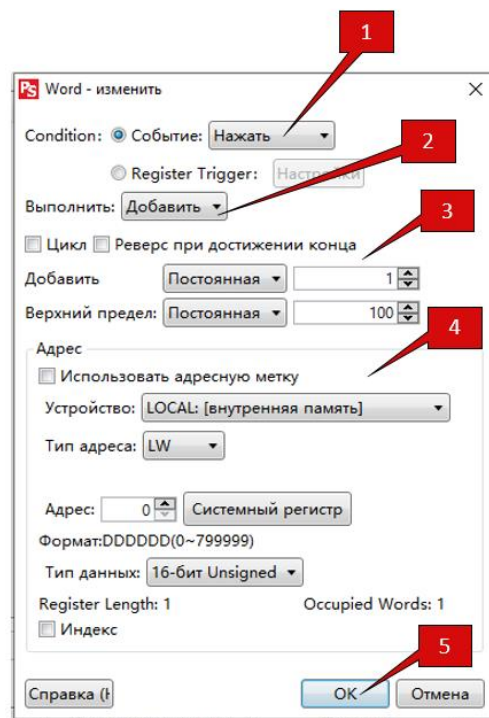 1
PS Word - изменить
Condition: Событие: Нажать
2
Register Trigger: Настройки
Выполнить: Добавить
3
Цикл Реверс при достижении конца
Добавить Постоянная 1
Верхний предел: Постоянная 100
4
Адрес
Использовать адресную метку
Устройство: LOCAL: [внутренняя память]
Тип адреса: LW
Адрес: 0 Системный регистр
Формат:DDDDDD(0~799999)
Тип данных: 16-бит Unsigned
Register Length: 1 Occupied Words: 1
Индекс
5
Справка (H
OK Отмена